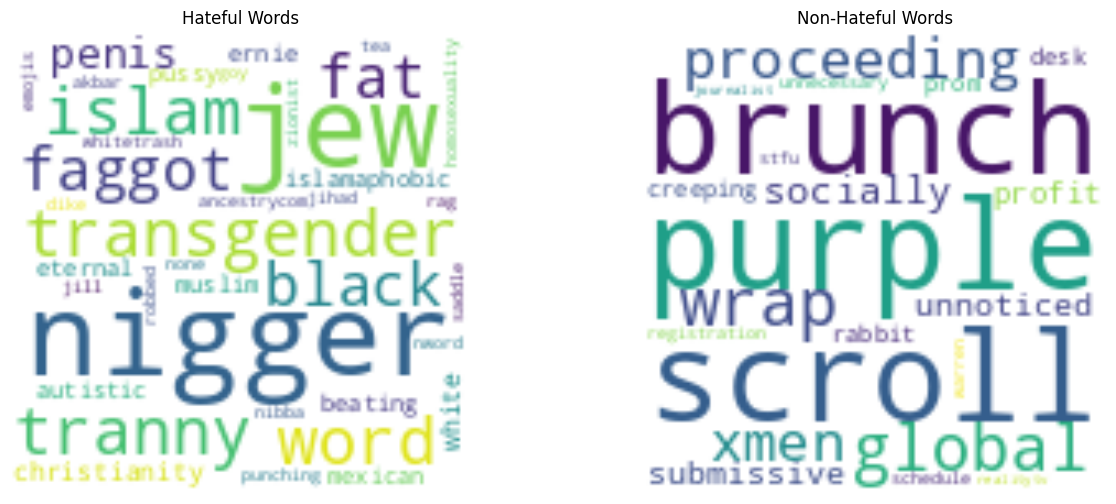 Hateful Words
penis
ernie
tea
emojis
akbar
pussy
goy
fat
homosexuality
islam
jew
zionist
whitetrash
faggot
islamaphobic
dike
ancestrycom
jihad
rag
transgender
eternal
none
jill
robbed
muslim
black
saddle
nigger
nword
autistic
nibba
beating
white
tranny
word
christianity
punching
mexican
Non-Hateful Words
proceeding
desk
journalist
unnecessary
prom
brunch
stfu
creeping
socially
profit
purple
wrap
unnoticed
registration
rabbit
scroll
warren
xmen
global
submissive
schedule